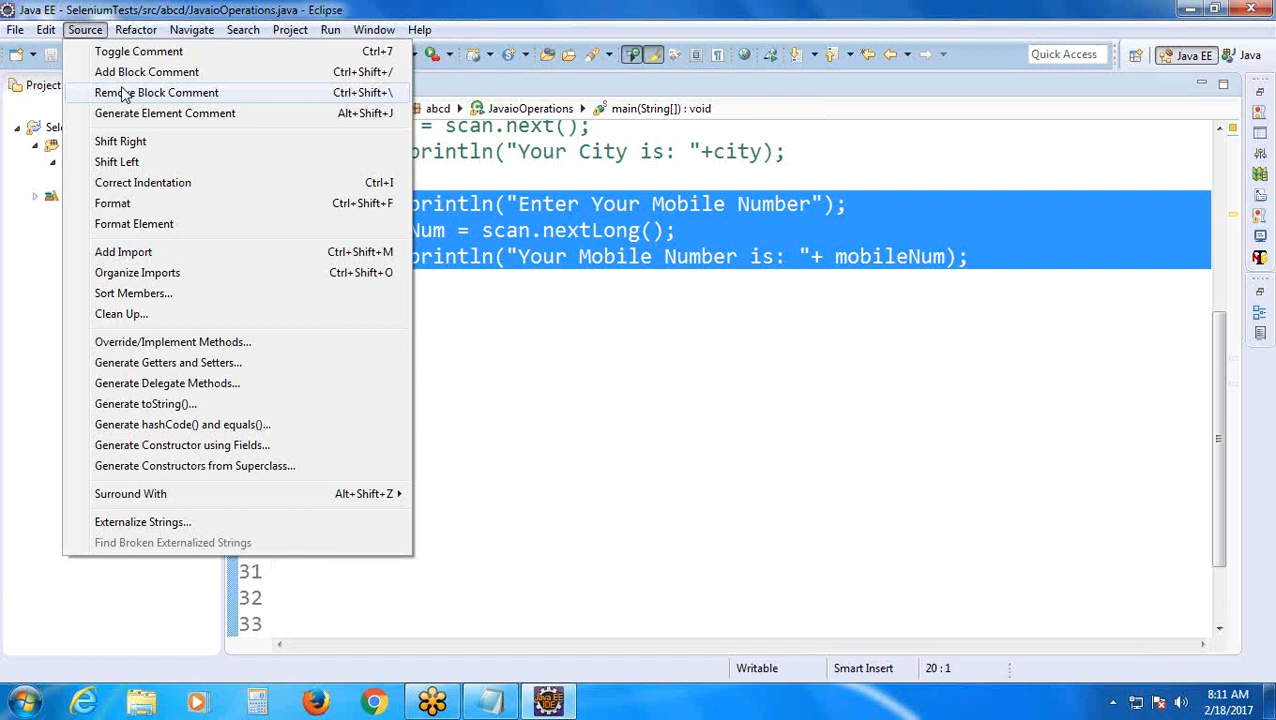 Java EE - SeleniumTests/src/abcd/JavaioOperations.java - Eclipse
File Edit Source Refactor Navigate Search Project Run Window Help
Quick Access Java EE Java
Project
Toggle Comment Ctrl+7
Add Block Comment Ctrl+Shift+/
Remove Block Comment Ctrl+Shift+\
Generate Element Comment Alt+Shift+J
Shift Right
Shift Left
Correct Indentation Ctrl+I
Format Ctrl+Shift+F
Format Element
Add Import Ctrl+Shift+M
Organize Imports Ctrl+Shift+O
Sort Members...
Clean Up...
Override/Implement Methods...
Generate Getters and Setters...
Generate Delegate Methods...
Generate toString()...
Generate hashCode() and equals()...
Generate Constructor using Fields...
Generate Constructors from Superclass...
Surround With Alt+Shift+Z
Externalize Strings...
Find Broken Externalized Strings
Sel
abcd JavaioOperations main(String[]) : void
= scan.next();
println("Your City is: "+city);
println("Enter Your Mobile Number");
Num = scan.nextLong();
println("Your Mobile Number is: "+ mobileNum);
31
32
33
Writable Smart Insert 20 : 1
8:11 AM
2/18/2017